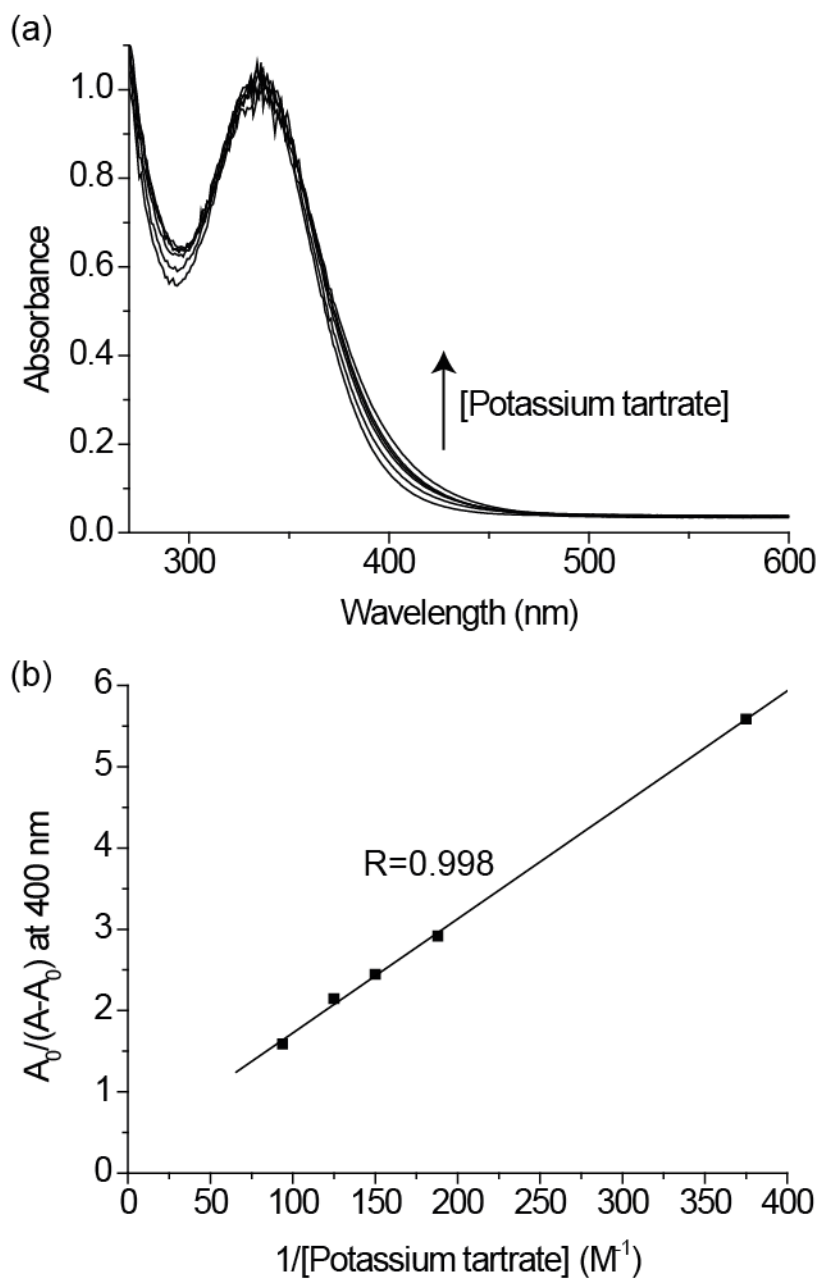 (a)
1.0
0.8
0.6
0.4
0.2
0.0
Absorbance
[Potassium tartrate]
300 400 500 600
Wavelength (nm)
(b)
6
5
4
3
2
1
0
A₀/(A-A₀) at 400 nm
R=0.998
0 50 100 150 200 250 300 350 400
1/[Potassium tartrate] (M⁻¹)